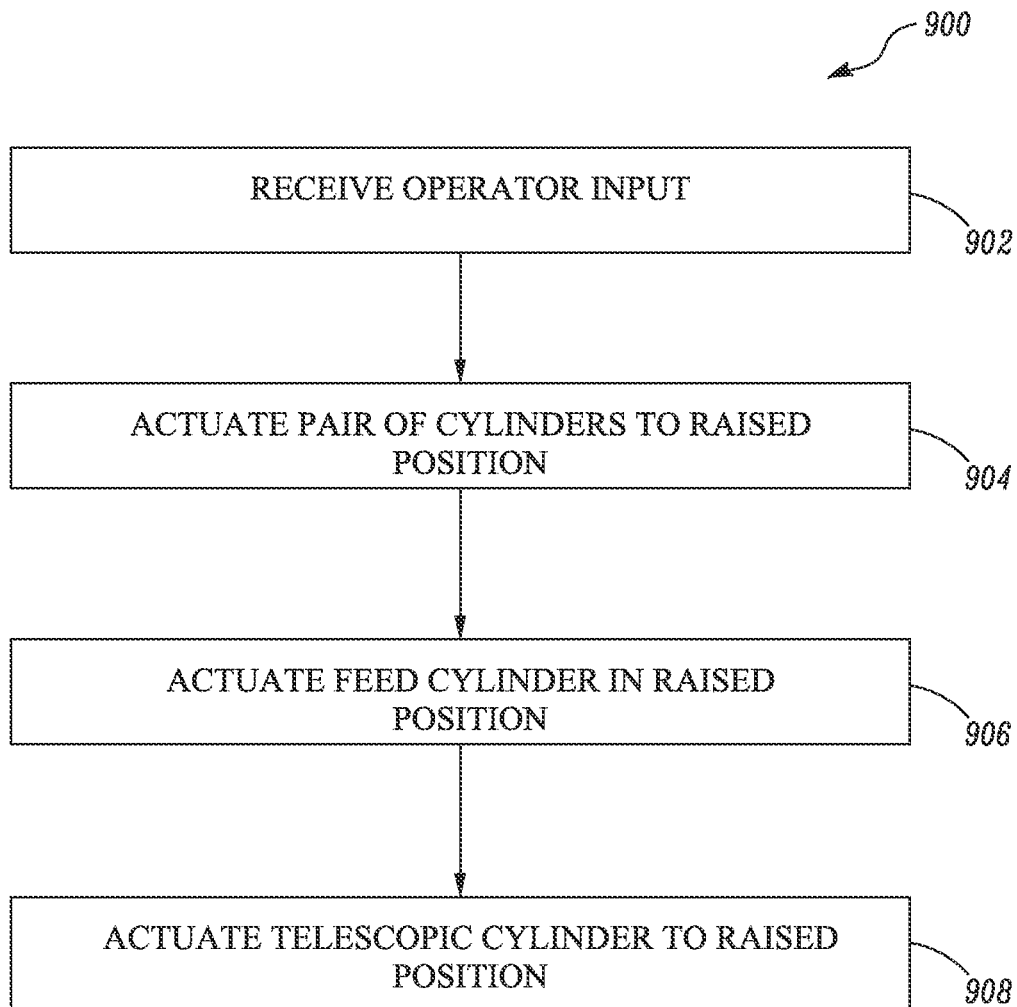 900
RECEIVE OPERATOR INPUT
902
ACTUATE PAIR OF CYLINDERS TO RAISED
POSITION
904
ACTUATE FEED CYLINDER IN RAISED
POSITION
906
ACTUATE TELESCOPIC CYLINDER TO RAISED
POSITION
908